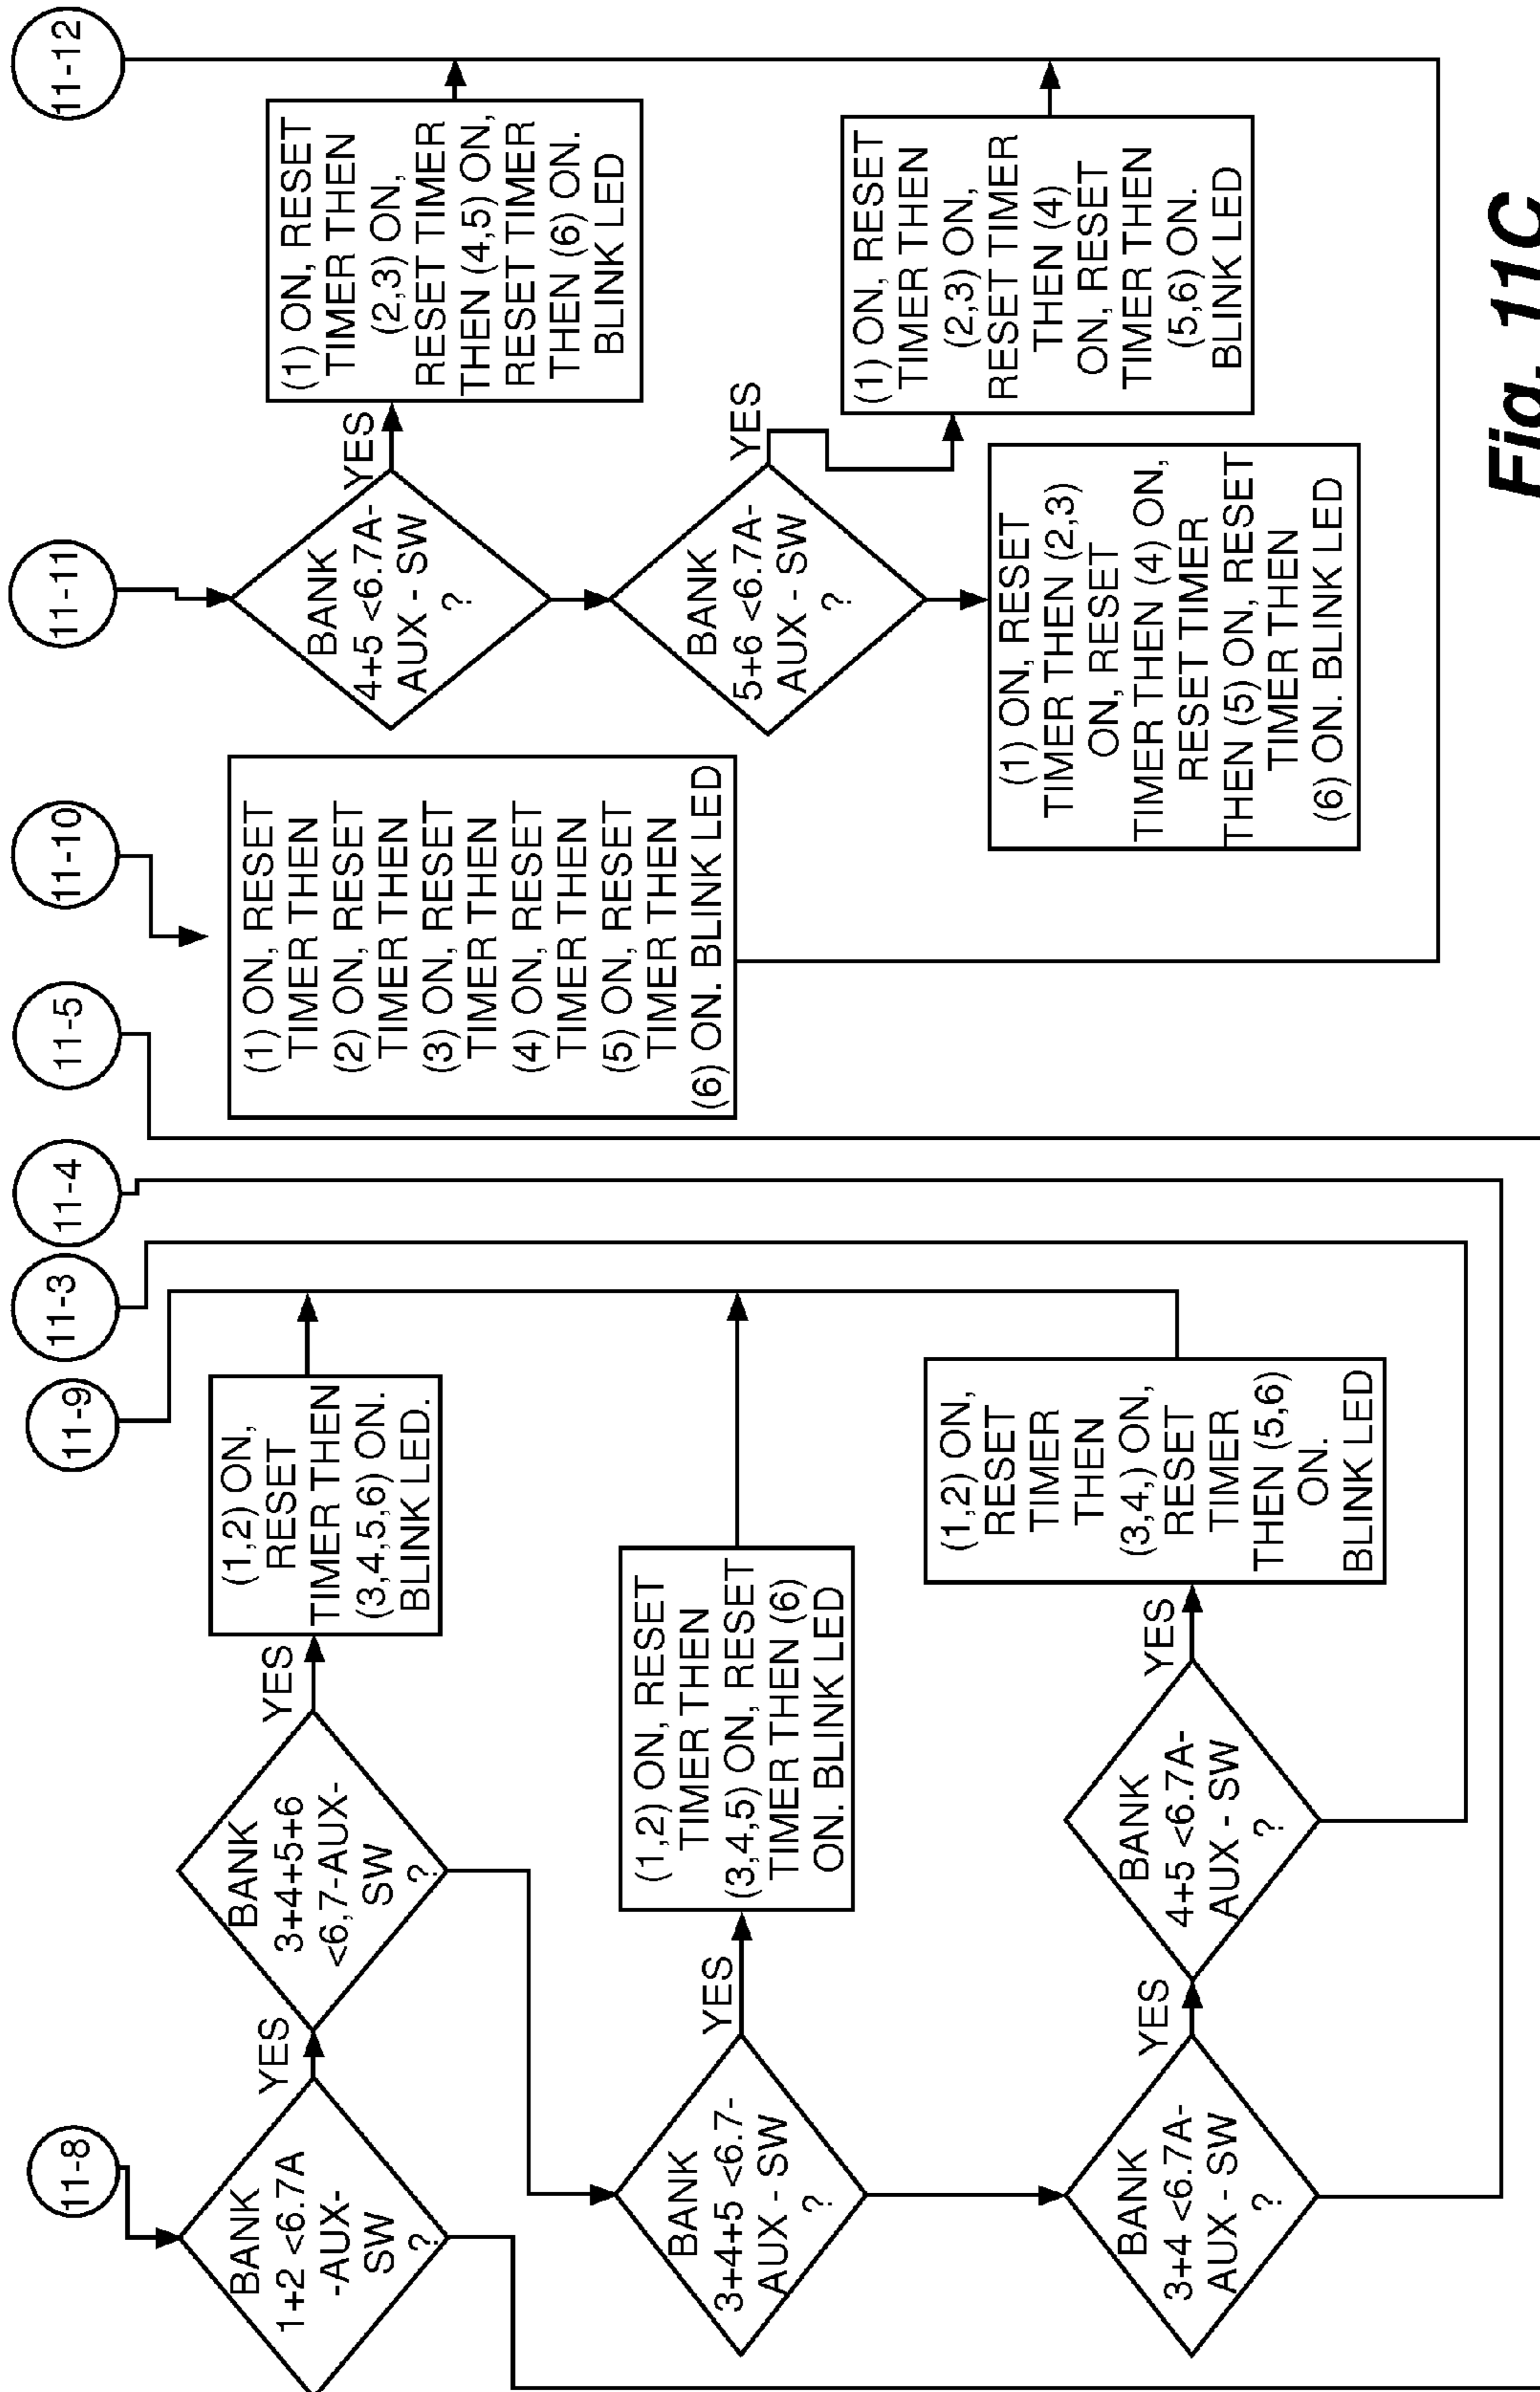 11-8
11-9
11-3
11-4
11-5
11-10
11-11
11-12
BANK
1+2 <6.7A
-AUX-
SW
?
YES
BANK
3+4+5+6
<6,7-AUX-
SW
?
YES
(1,2) ON,
RESET
TIMER THEN
(3,4,5,6) ON.
BLINK LED.
BANK
3+4+5 <6.7-
AUX - SW
?
YES
(1,2) ON, RESET
TIMER THEN
(3,4,5) ON, RESET
TIMER THEN (6)
ON. BLINK LED
BANK
3+4 <6.7A-
AUX - SW
?
YES
BANK
4+5 <6.7A-
AUX - SW
?
YES
(1,2) ON,
RESET
TIMER
THEN
(3,4,) ON,
RESET
TIMER
THEN (5,6)
ON.
BLINK LED
(1) ON, RESET
TIMER THEN
(2) ON, RESET
TIMER THEN
(3) ON, RESET
TIMER THEN
(4) ON, RESET
TIMER THEN
(5) ON, RESET
TIMER THEN
(6) ON. BLINK LED
BANK
4+5 <6.7A-
AUX - SW
?
YES
(1) ON, RESET
TIMER THEN
(2,3) ON,
RESET TIMER
THEN (4,5) ON,
RESET TIMER
THEN (6) ON.
BLINK LED
BANK
5+6 <6.7A-
AUX - SW
?
YES
(1) ON, RESET
TIMER THEN
(2,3) ON,
RESET TIMER
THEN (4)
ON, RESET
TIMER THEN
(5,6) ON.
BLINK LED
(1) ON, RESET
TIMER THEN (2,3)
ON, RESET
TIMER THEN (4) ON,
RESET TIMER
THEN (5) ON, RESET
TIMER THEN
(6) ON. BLINK LED
Fig. 11C